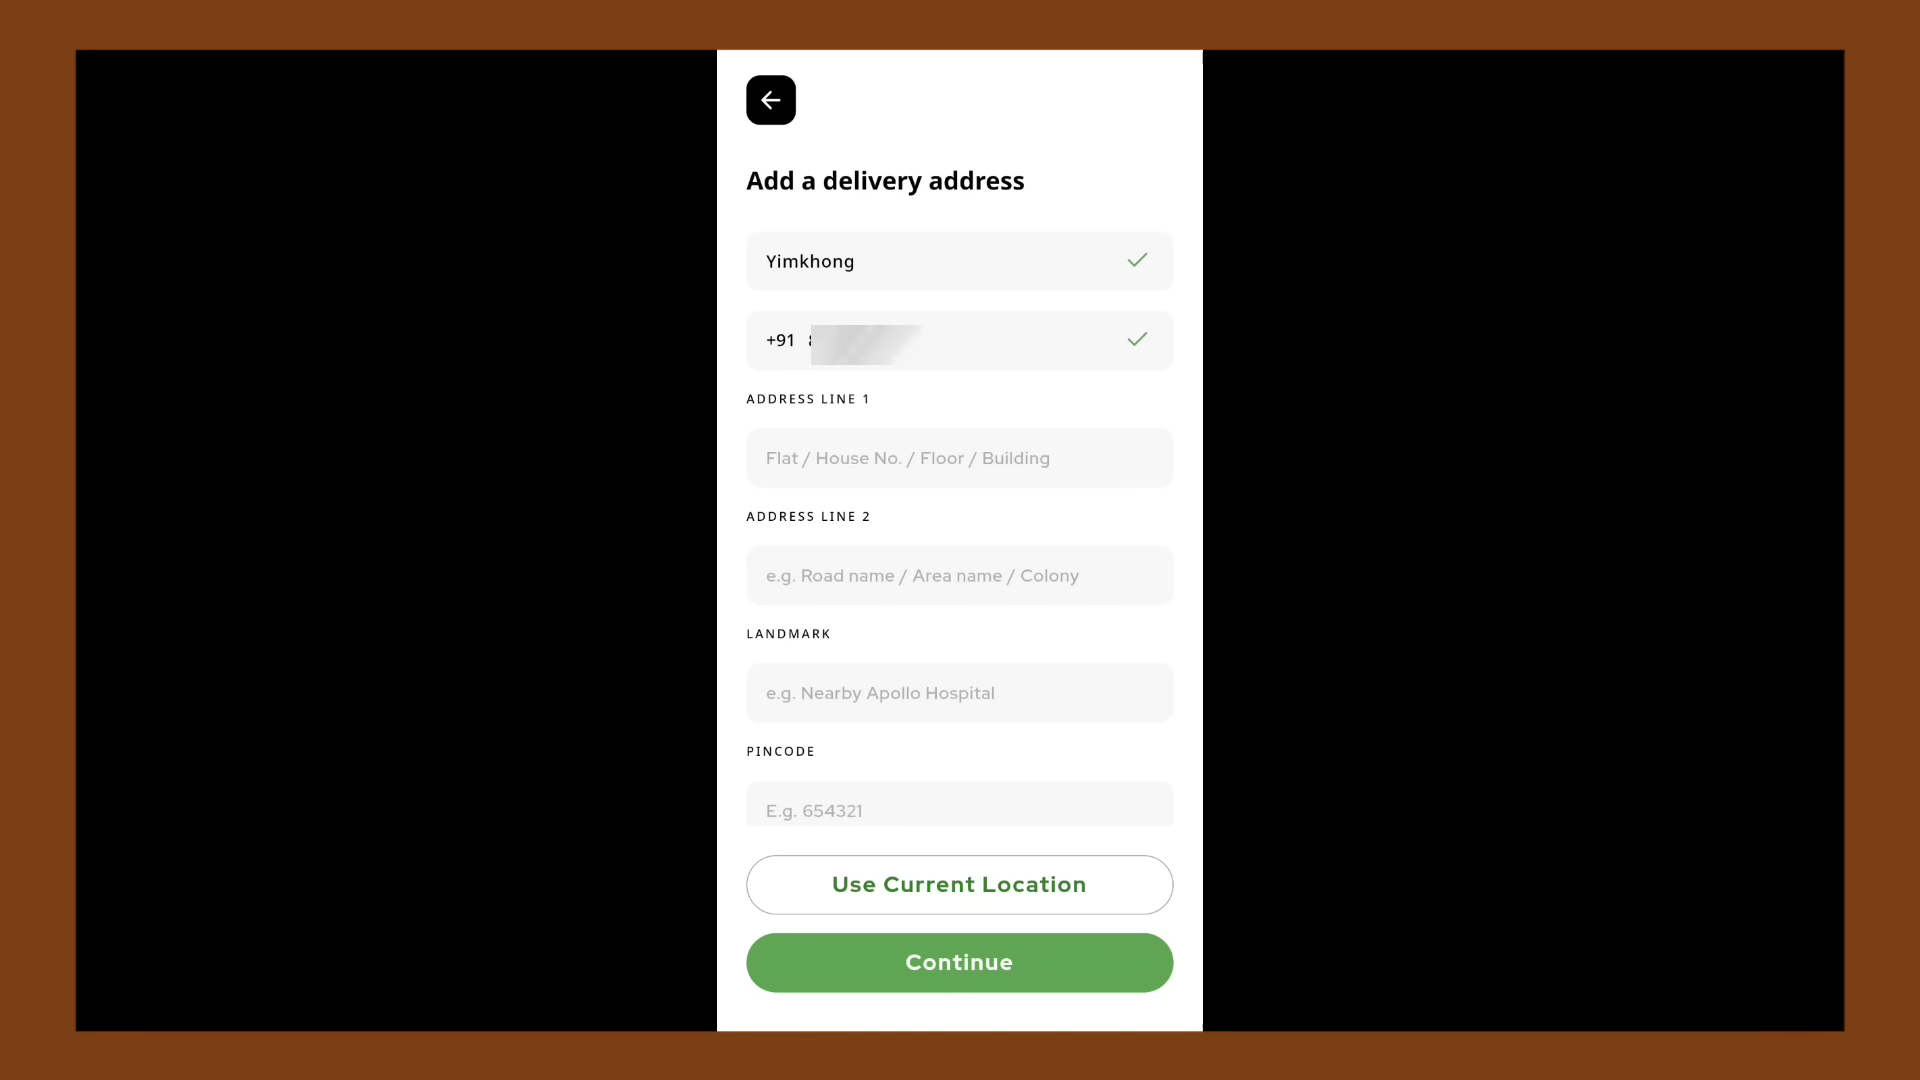 Add a delivery address
Yimkhong
+91
ADDRESS LINE 1
Flat / House No. / Floor / Building
ADDRESS LINE 2
e.g. Road name / Area name / Colony
LANDMARK
e.g. Nearby Apollo Hospital
PINCODE
E.g. 654321
Use Current Location
Continue